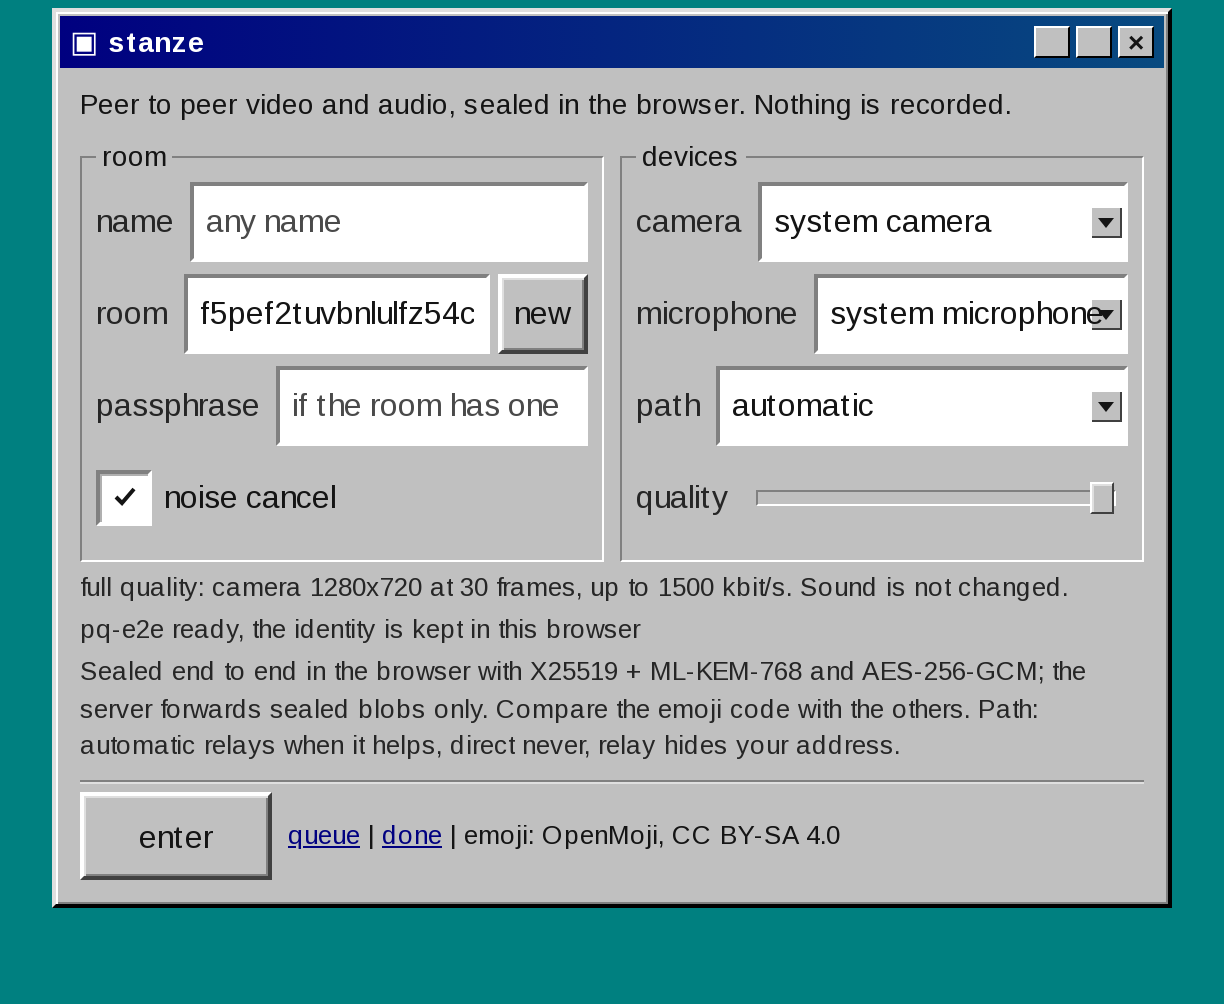 stanze
Peer to peer video and audio, sealed in the browser. Nothing is recorded.
room
name any name
room f5pef2tuvbnlulfz54c new
passphrase if the room has one
noise cancel
devices
camera system camera
microphone system microphone
path automatic
quality
full quality: camera 1280x720 at 30 frames, up to 1500 kbit/s. Sound is not changed.
pq-e2e ready, the identity is kept in this browser
Sealed end to end in the browser with X25519 + ML-KEM-768 and AES-256-GCM; the
server forwards sealed blobs only. Compare the emoji code with the others. Path:
automatic relays when it helps, direct never, relay hides your address.
enter queue | done | emoji: OpenMoji, CC BY-SA 4.0